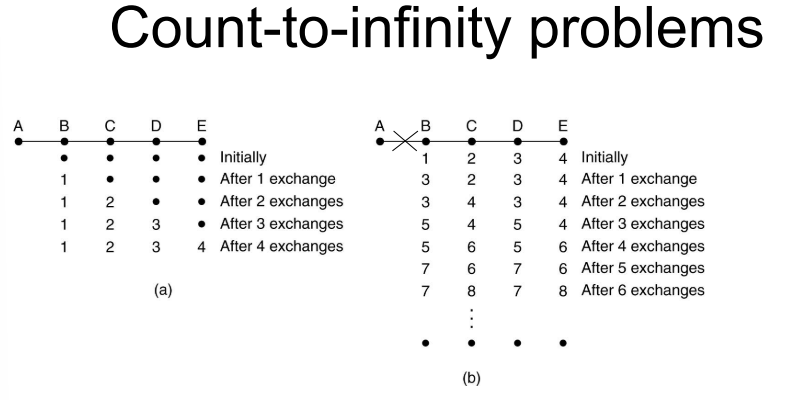 Count-to-infinity problems
A B C D E
• • • • Initially
1 • • • After 1 exchange
1 2 • • After 2 exchanges
1 2 3 • After 3 exchanges
1 2 3 4 After 4 exchanges
(a)
A B C D E
1 2 3 4 Initially
3 2 3 4 After 1 exchange
3 4 3 4 After 2 exchanges
5 4 5 4 After 3 exchanges
5 6 5 6 After 4 exchanges
7 6 7 6 After 5 exchanges
7 8 7 8 After 6 exchanges
⋮
• • • •
(b)